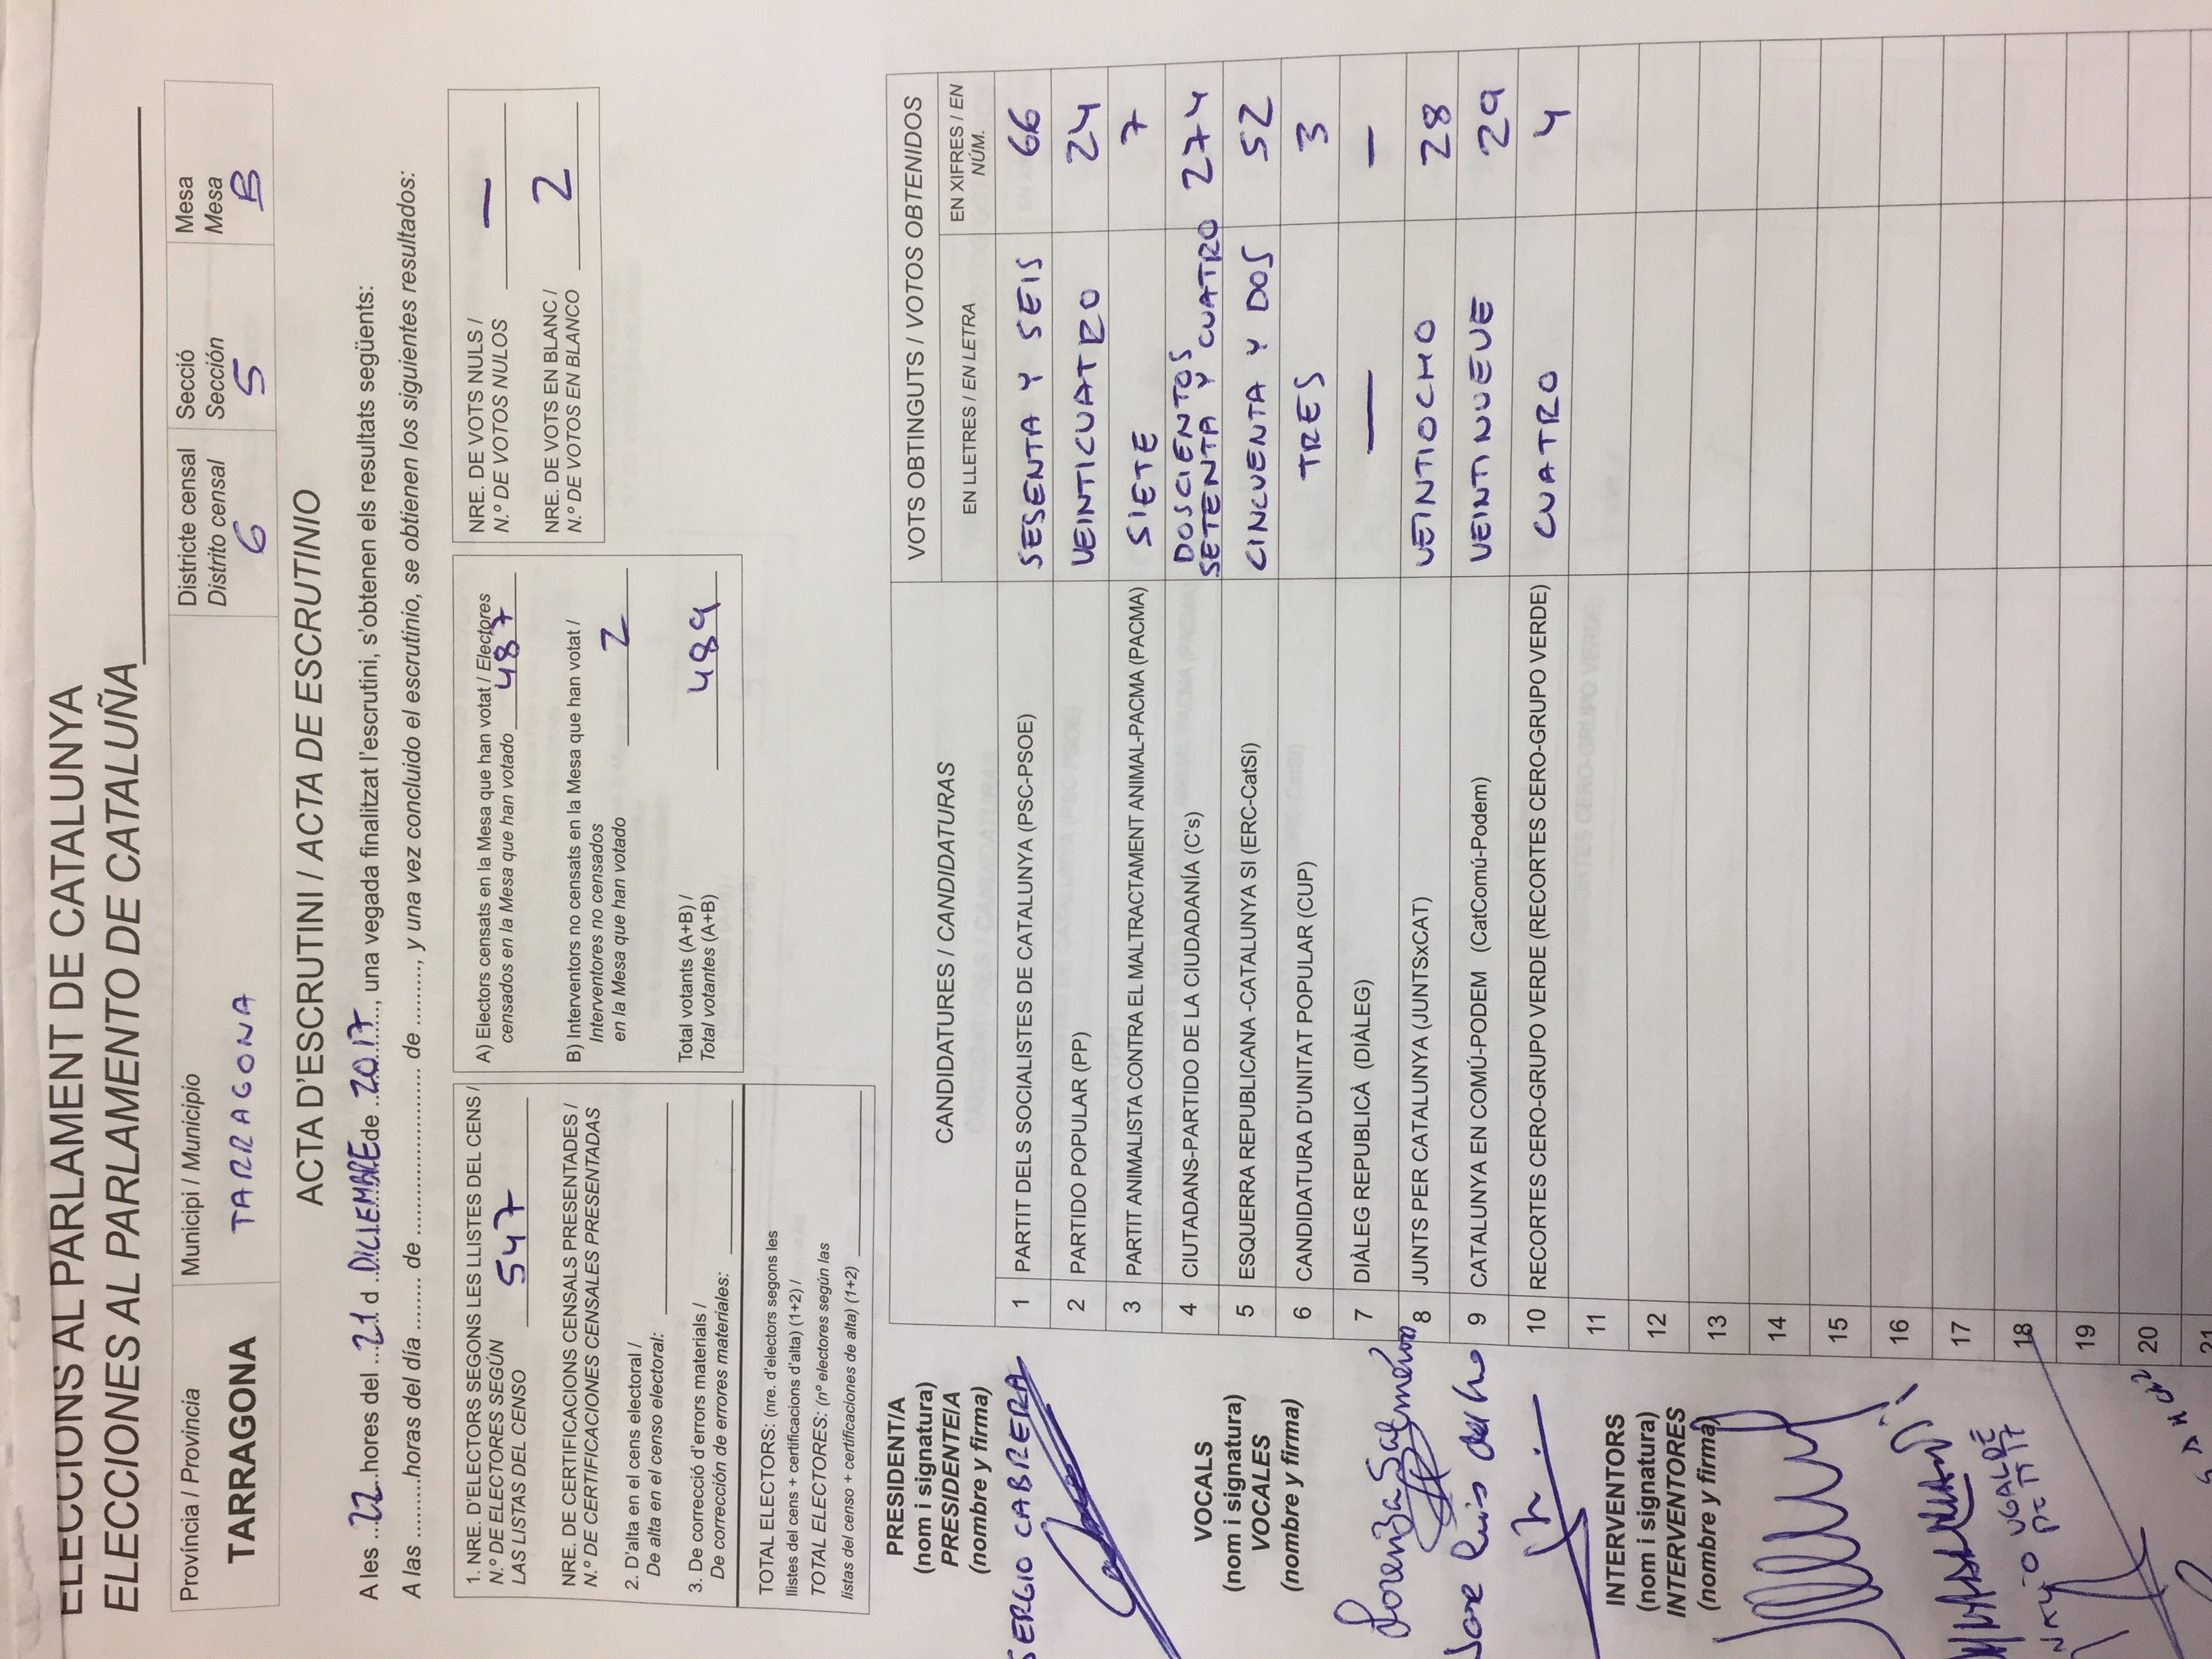 ELECCIONS AL PARLAMENT DE CATALUNYA
ELECCIONES AL PARLAMENTO DE CATALUÑA
Província / Provincia
TARRAGONA
Municipi / Municipio
TARRAGONA
Districte censal
Distrito censal
6
Secció
Sección
5
Mesa
Mesa
B
ACTA D'ESCRUTINI / ACTA DE ESCRUTINIO
A les ..22..hores del ...21 d ...DICIEMBRE de ..2017..., una vegada finalitzat l'escrutini, s'obtenen els resultats següents:
A las .........horas del día ........ de ......................... de ........., y una vez concluido el escrutinio, se obtienen los siguientes resultados:
1. NRE. D'ELECTORS SEGONS LES LLISTES DEL CENS /
N.º DE ELECTORES SEGÚN
LAS LISTAS DEL CENSO 547
NRE. DE CERTIFICACIONS CENSALS PRESENTADES /
N.º DE CERTIFICACIONES CENSALES PRESENTADAS
2. D'alta en el cens electoral /
De alta en el censo electoral:
3. De correcció d'errors materials /
De corrección de errores materiales:
TOTAL ELECTORS: (nre. d'electors segons les
llistes del cens + certificacions d'alta) (1+2) /
TOTAL ELECTORES: (nº electores según las
listas del censo + certificaciones de alta) (1+2)
A) Electors censats en la Mesa que han votat / Electores
censados en la Mesa que han votado 487
B) Interventors no censats en la Mesa que han votat /
Interventores no censados
en la Mesa que han votado 2
Total votants (A+B) /
Total votantes (A+B) 489
NRE. DE VOTS NULS /
N.º DE VOTOS NULOS —
NRE. DE VOTS EN BLANC /
N.º DE VOTOS EN BLANCO 2
PRESIDENT/A
(nom i signatura)
PRESIDENTE/A
(nombre y firma)
SERGIO CABRERA
VOCALS
(nom i signatura)
VOCALES
(nombre y firma)
Lorenza Salmerón
Jose Luis del
INTERVENTORS
(nom i signatura)
INTERVENTORES
(nombre y firma)
UGALDE
CANDIDATURES / CANDIDATURAS
VOTS OBTINGUTS / VOTOS OBTENIDOS
EN LLETRES / EN LETRA
EN XIFRES / EN
NÚM.
1 PARTIT DELS SOCIALISTES DE CATALUNYA (PSC-PSOE) SESENTA Y SEIS 66
2 PARTIDO POPULAR (PP) VEINTICUATRO 24
3 PARTIT ANIMALISTA CONTRA EL MALTRACTAMENT ANIMAL-PACMA (PACMA) SIETE 7
4 CIUTADANS-PARTIDO DE LA CIUDADANÍA (C's) DOSCIENTOS
SETENTA Y CUATRO 274
5 ESQUERRA REPUBLICANA -CATALUNYA SI (ERC-CatSí) CINCUENTA Y DOS 52
6 CANDIDATURA D'UNITAT POPULAR (CUP) TRES 3
7 DIÀLEG REPUBLICÀ (DIÀLEG) — —
8 JUNTS PER CATALUNYA (JUNTSxCAT) VEINTIOCHO 28
9 CATALUNYA EN COMÚ-PODEM (CatComú-Podem) VEINTINUEVE 29
10 RECORTES CERO-GRUPO VERDE (RECORTES CERO-GRUPO VERDE) CUATRO 4
11
12
13
14
15
16
17
18
19
20
21